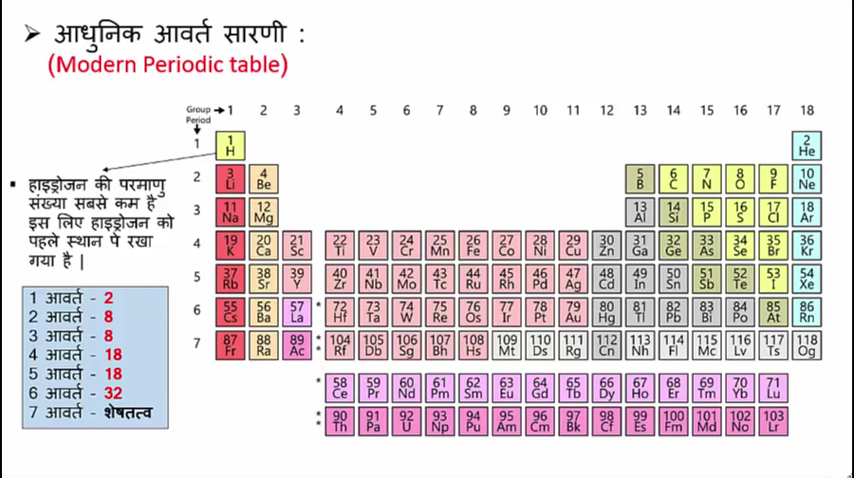 ➢ आधुनिक आवर्त सारणी :
(Modern Periodic table)
Group → 1 2 3 4 5 6 7 8 9 10 11 12 13 14 15 16 17 18
Period
1 1 2
H He
▪ हाइड्रोजन की परमाणु
संख्या सबसे कम है
इस लिए हाइड्रोजन को
पहले स्थान पे रखा
गया है |
2 3 4 5 6 7 8 9 10
Li Be B C N O F Ne
3 11 12 13 14 15 16 17 18
Na Mg Al Si P S Cl Ar
4 19 20 21 22 23 24 25 26 27 28 29 30 31 32 33 34 35 36
K Ca Sc Ti V Cr Mn Fe Co Ni Cu Zn Ga Ge As Se Br Kr
5 37 38 39 40 41 42 43 44 45 46 47 48 49 50 51 52 53 54
Rb Sr Y Zr Nb Mo Tc Ru Rh Pd Ag Cd In Sn Sb Te I Xe
6 55 56 57 * 72 73 74 75 76 77 78 79 80 81 82 83 84 85 86
Cs Ba La Hf Ta W Re Os Ir Pt Au Hg Tl Pb Bi Po At Rn
7 87 88 89 * 104 105 106 107 108 109 110 111 112 113 114 115 116 117 118
Fr Ra Ac * Rf Db Sg Bh Hs Mt Ds Rg Cn Nh Fl Mc Lv Ts Og
* 58 59 60 61 62 63 64 65 66 67 68 69 70 71
Ce Pr Nd Pm Sm Eu Gd Tb Dy Ho Er Tm Yb Lu
* 90 91 92 93 94 95 96 97 98 99 100 101 102 103
* Th Pa U Np Pu Am Cm Bk Cf Es Fm Md No Lr
1 आवर्त - 2
2 आवर्त - 8
3 आवर्त - 8
4 आवर्त - 18
5 आवर्त - 18
6 आवर्त - 32
7 आवर्त - शेषतत्व